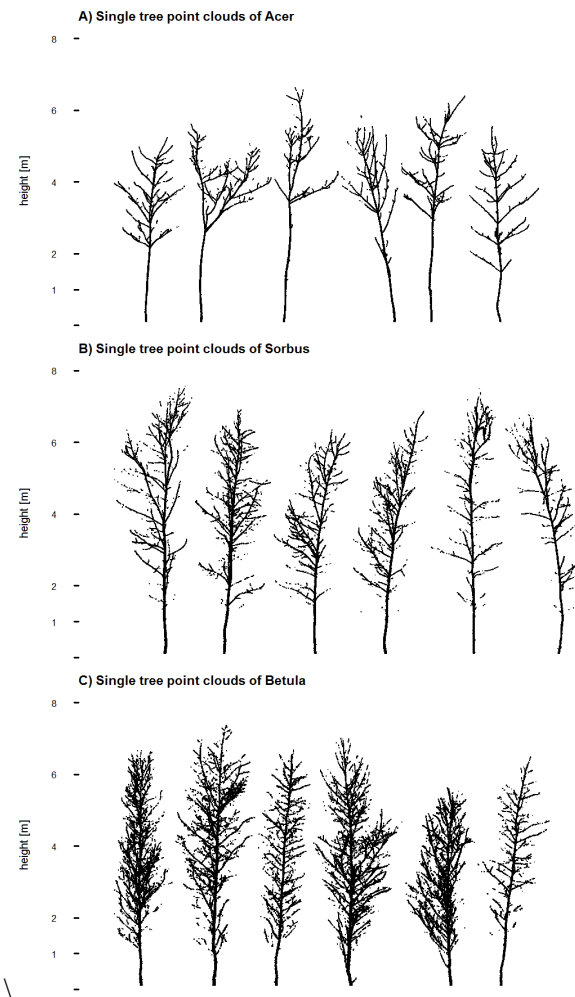 A) Single tree point clouds of Acer
8
6
4
2
1
height [m]
B) Single tree point clouds of Sorbus
8
6
4
2
1
height [m]
C) Single tree point clouds of Betula
8
6
4
2
1
height [m]